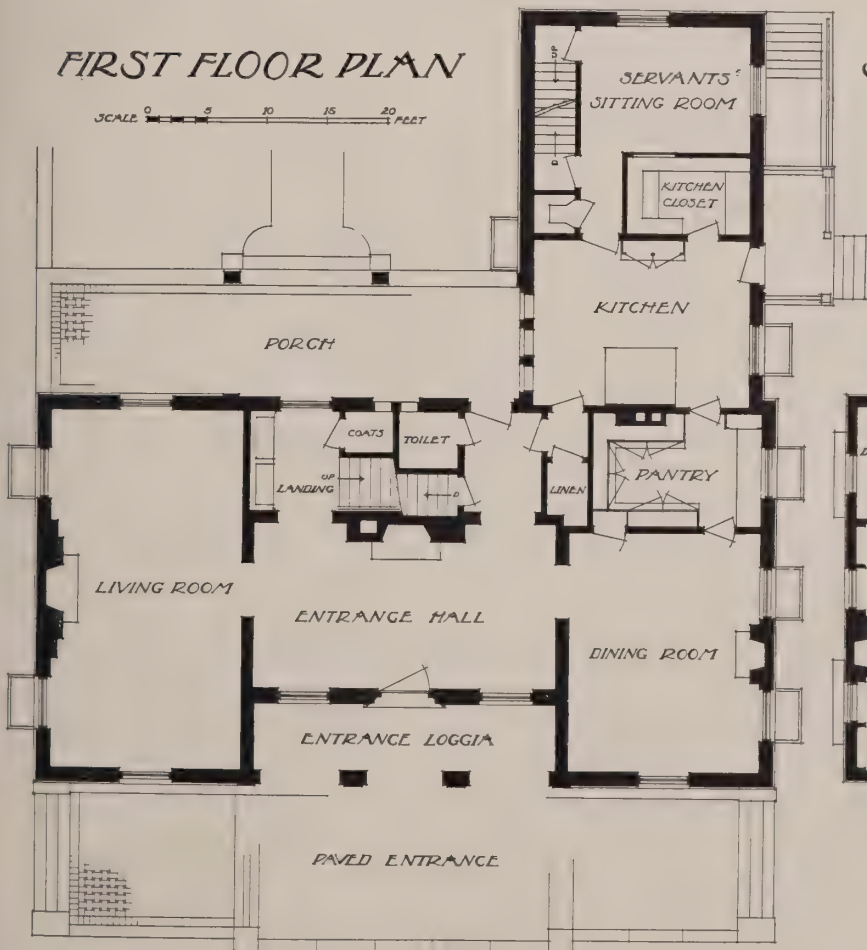 FIRST FLOOR PLAN
SCALE 0 5 10 15 20 FEET
UP
SERVANTS'
SITTING ROOM
D
KITCHEN
CLOSET
KITCHEN
PORCH
COATS
TOILET
UP
LANDING
D
LINEN
PANTRY
LIVING ROOM
ENTRANCE HALL
DINING ROOM
ENTRANCE LOGGIA
PAVED ENTRANCE